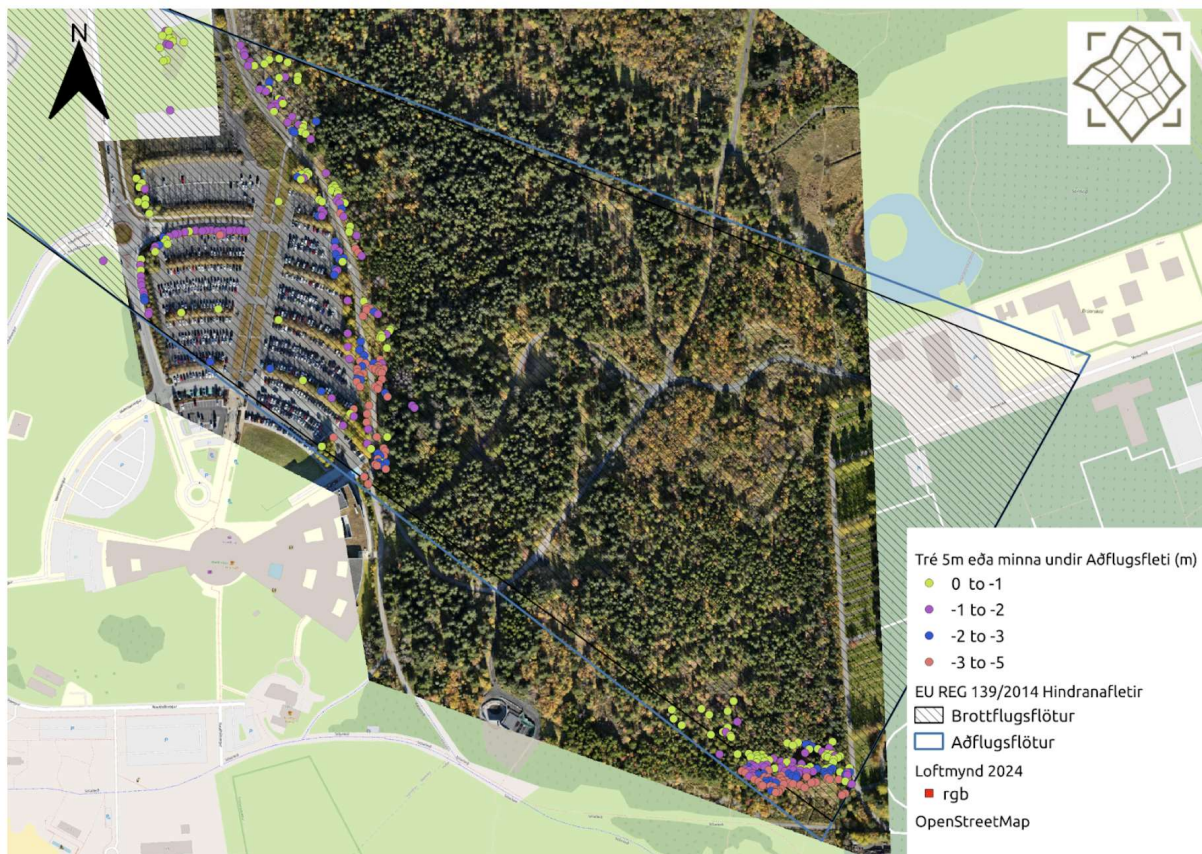 N
Tré 5m eða minna undir Aðflugsfleti (m)
0 to -1
-1 to -2
-2 to -3
-3 to -5
EU REG 139/2014 Hindranafletir
Brottflugsflötur
Aðflugsflötur
Loftmynd 2024
rgb
OpenStreetMap